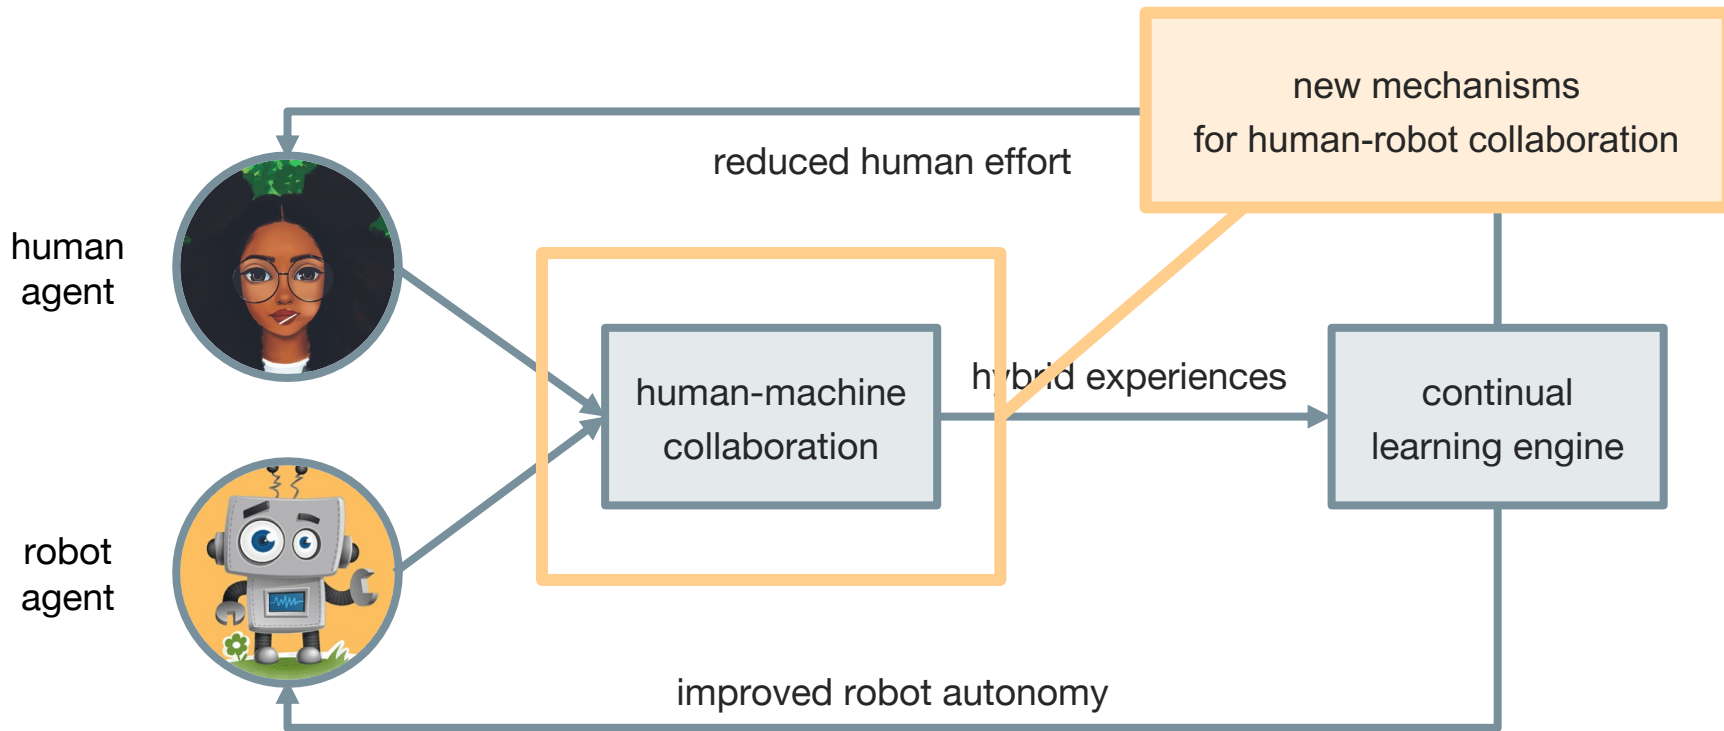 new mechanisms
for human-robot collaboration
reduced human effort
human
agent
human-machine
collaboration
hybrid experiences
continual
learning engine
robot
agent
improved robot autonomy